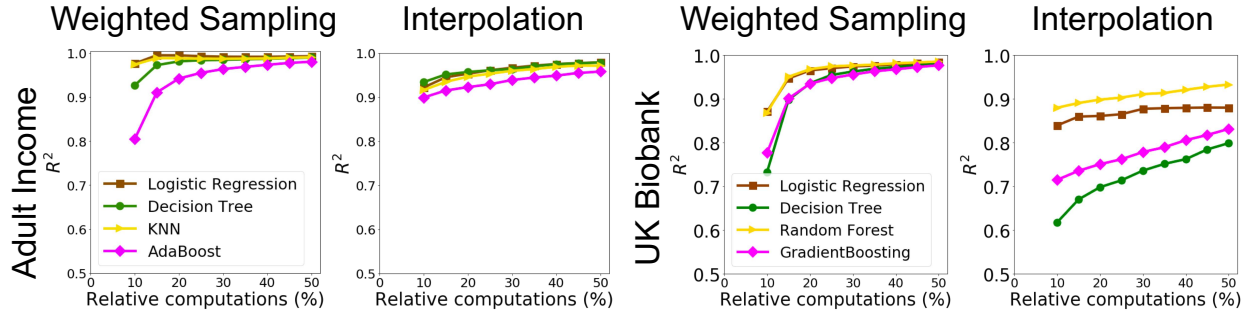 Weighted Sampling
Interpolation
Weighted Sampling
Interpolation
Adult Income
R²
1.0
0.9
0.8
0.7
0.6
0.5
Logistic Regression
Decision Tree
KNN
AdaBoost
0 10 20 30 40 50
Relative computations (%)
R²
1.0
0.9
0.8
0.7
0.6
0.5
0 10 20 30 40 50
Relative computations (%)
UK Biobank
R²
1.0
0.9
0.8
0.7
0.6
0.5
Logistic Regression
Decision Tree
Random Forest
GradientBoosting
0 10 20 30 40 50
Relative computations (%)
R²
1.0
0.9
0.8
0.7
0.6
0.5
0 10 20 30 40 50
Relative computations (%)